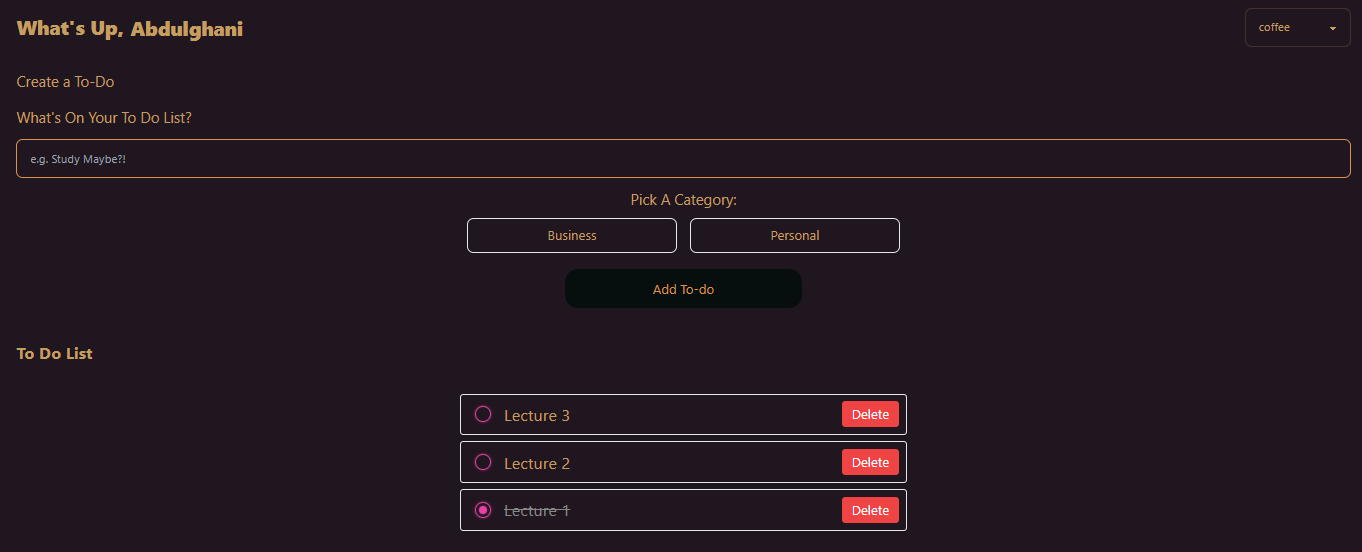 What's Up, Abdulghani
coffee
Create a To-Do
What's On Your To Do List?
e.g. Study Maybe?!
Pick A Category:
Business Personal
Add To-do
To Do List
Lecture 3 Delete
Lecture 2 Delete
Lecture 1 Delete